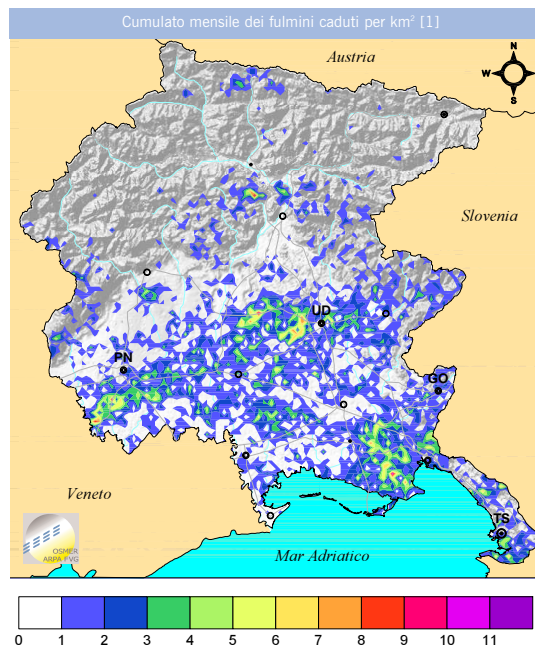 Cumulato mensile dei fulmini caduti per km² [1]
Austria
N
W E
S
Slovenia
UD
PN
GO
Veneto
TS
OSMER
ARPA FVG
Mar Adriatico
0 1 2 3 4 5 6 7 8 9 10 11